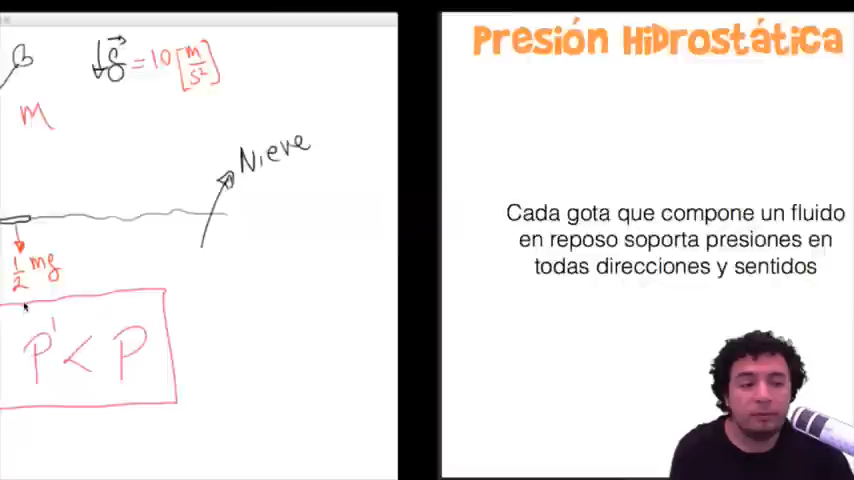 g = 10 [m/s²]
m
Nieve
1/2 mg
P' < P
Presión Hidrostática
Cada gota que compone un fluido
en reposo soporta presiones en
todas direcciones y sentidos